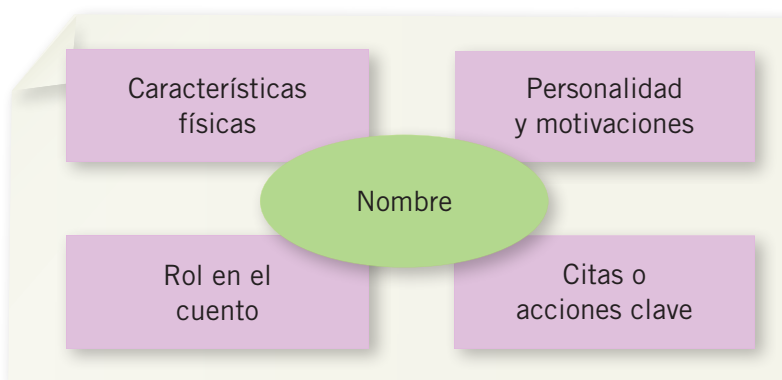 Características
físicas
Personalidad
y motivaciones
Nombre
Rol en el
cuento
Citas o
acciones clave